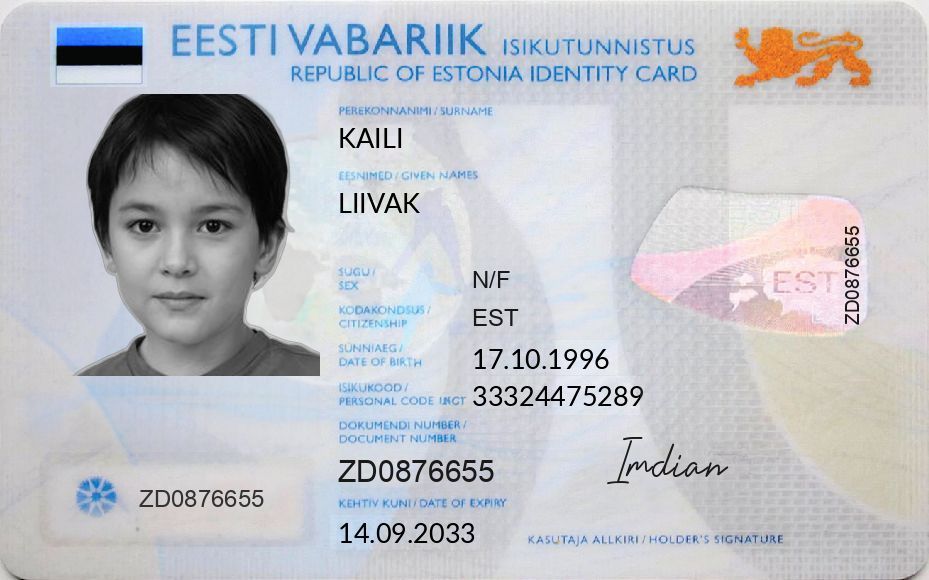 EESTI VABARIIK ISIKUTUNNISTUS
REPUBLIC OF ESTONIA IDENTITY CARD
PEREKONNANIMI / SURNAME
KAILI
EESNIMED / GIVEN NAMES
LIIVAK
SUGU /
SEX
N/F
KODAKONDSUS /
CITIZENSHIP
EST
SÜNNIAEG /
DATE OF BIRTH
17.10.1996
ISIKUKOOD /
PERSONAL CODE
33324475289
DOKUMENDI NUMBER /
DOCUMENT NUMBER
ZD0876655
KEHTIV KUNI / DATE OF EXPIRY
14.09.2033
ZD0876655
EST
ZD0876655
Imdian
KASUTAJA ALLKIRI / HOLDER'S SIGNATURE